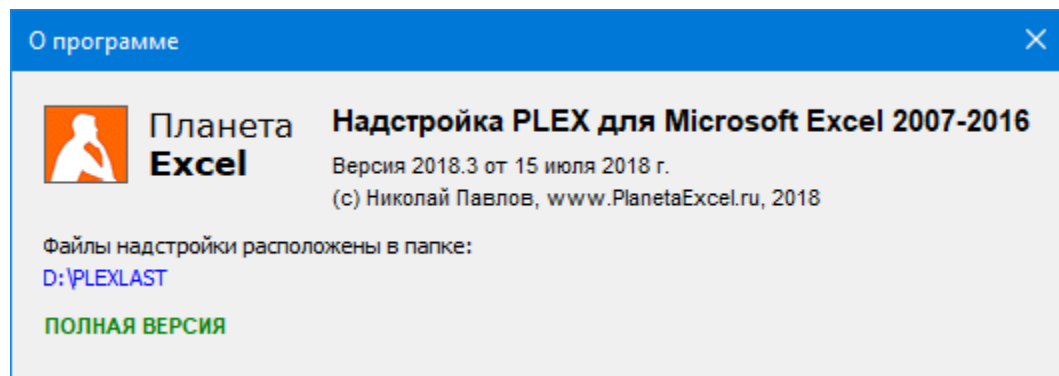 О программе
Планета
Excel
Надстройка PLEX для Microsoft Excel 2007-2016
Версия 2018.3 от 15 июля 2018 г.
(c) Николай Павлов, www.PlanetaExcel.ru, 2018
Файлы надстройки расположены в папке:
D:\PLEXLAST
ПОЛНАЯ ВЕРСИЯ